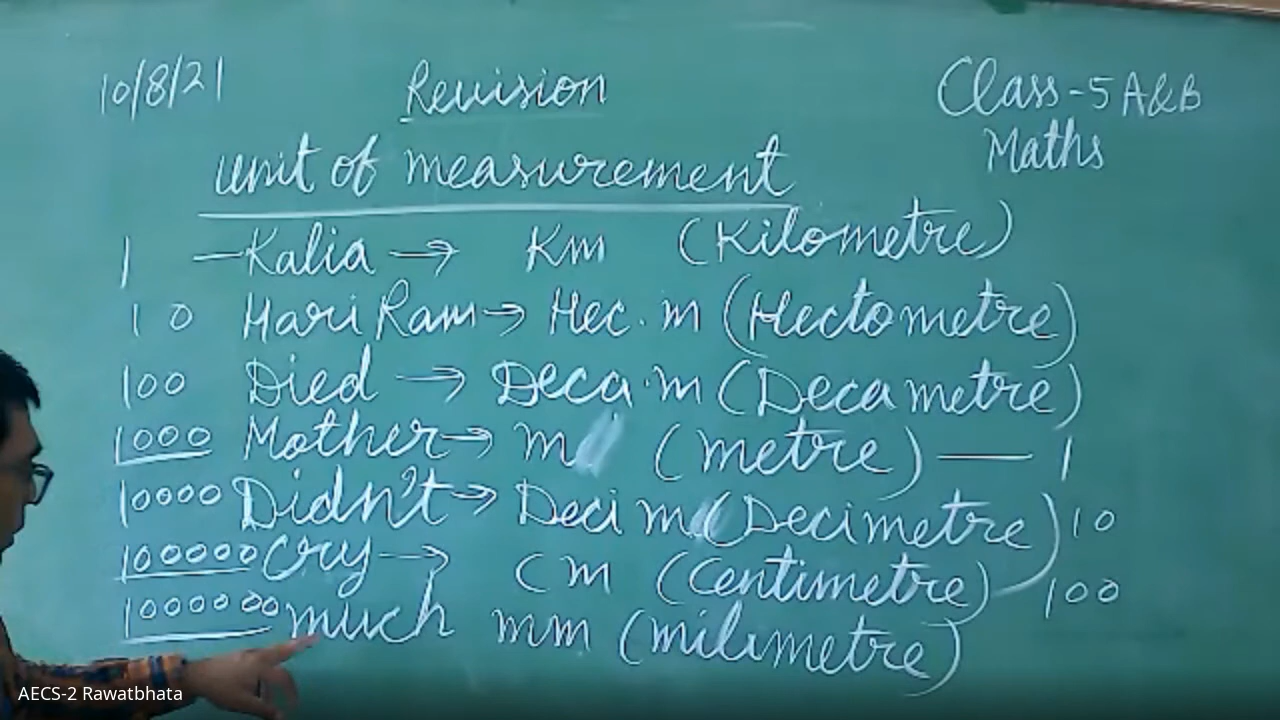 10/8/21 Revision Class-5 A&B
Maths
unit of measurement
1 — Kalia → Km (Kilometre)
10 Hari Ram → Hec.m (Hectometre)
100 Died → Deca.m (Decametre)
1000 Mother → m (metre) — 1
10000 Didn't → Deci m (Decimetre) 10
100000 Cry → Cm (Centimetre) 100
1000000 much mm (milimetre)
AECS-2 Rawatbhata